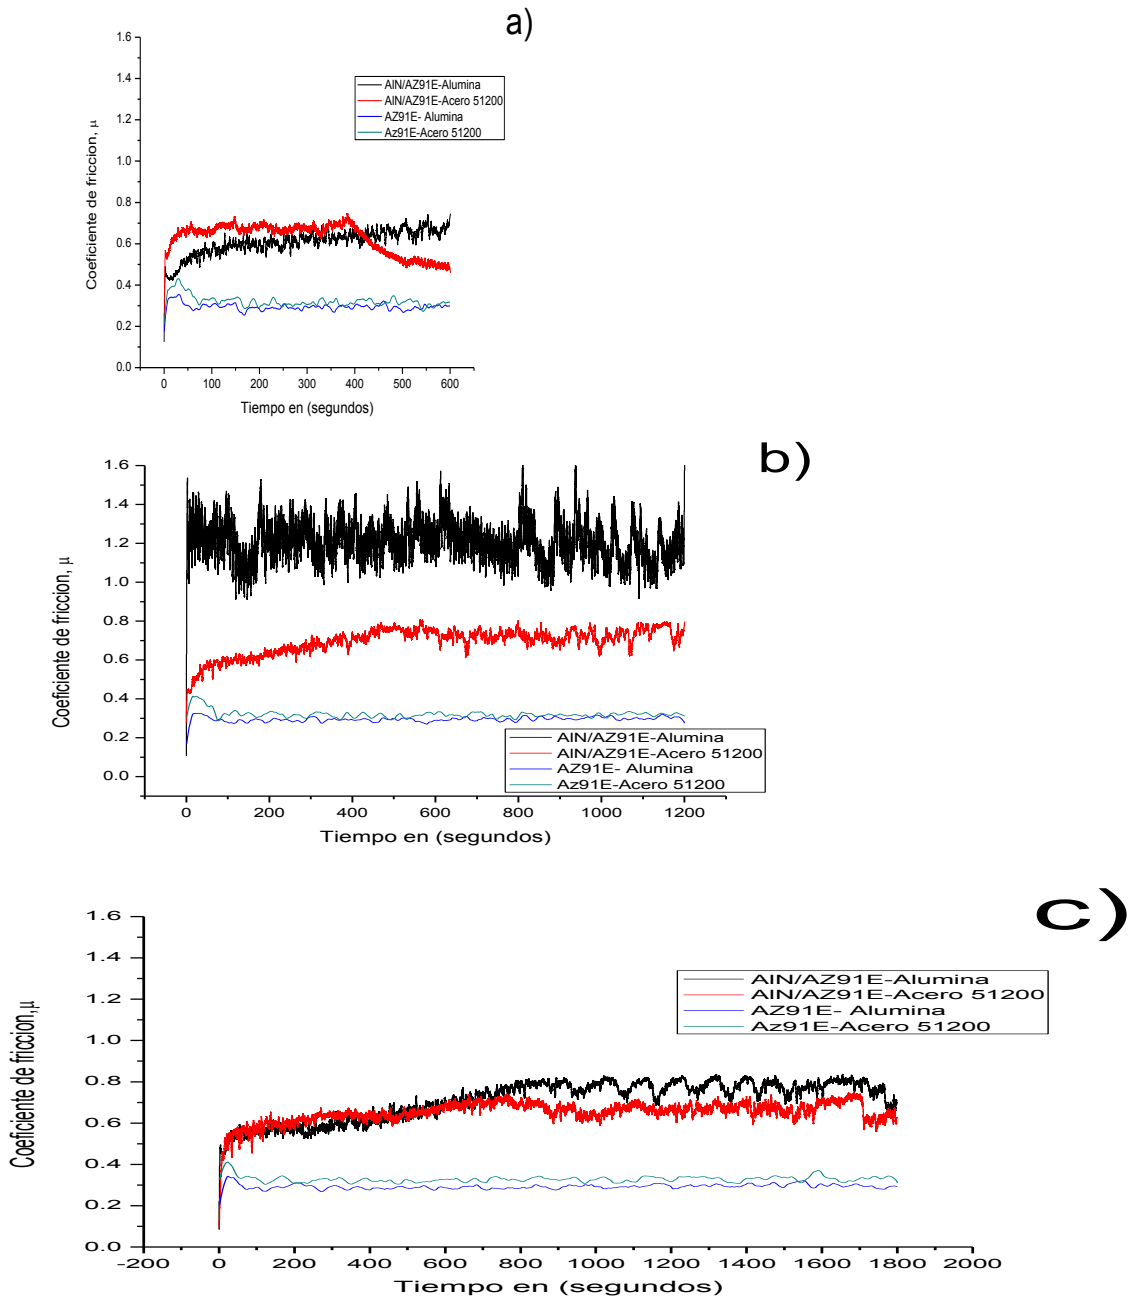 a)
1.6
1.4
1.2
1.0
0.8
0.6
0.4
0.2
0.0
Coeficiente de friccion, μ
AlN/AZ91E-Alumina
AlN/AZ91E-Acero 51200
AZ91E- Alumina
Az91E-Acero 51200
0 100 200 300 400 500 600
Tiempo en (segundos)
b)
1.6
1.4
1.2
1.0
0.8
0.6
0.4
0.2
0.0
Coeficiente de friccion, μ
AlN/AZ91E-Alumina
AlN/AZ91E-Acero 51200
AZ91E- Alumina
Az91E-Acero 51200
0 200 400 600 800 1000 1200
Tiempo en (segundos)
c)
1.6
1.4
1.2
1.0
0.8
0.6
0.4
0.2
0.0
Coeficiente de friccion,μ
AlN/AZ91E-Alumina
AlN/AZ91E-Acero 51200
AZ91E- Alumina
Az91E-Acero 51200
-200 0 200 400 600 800 1000 1200 1400 1600 1800 2000
Tiempo en (segundos)